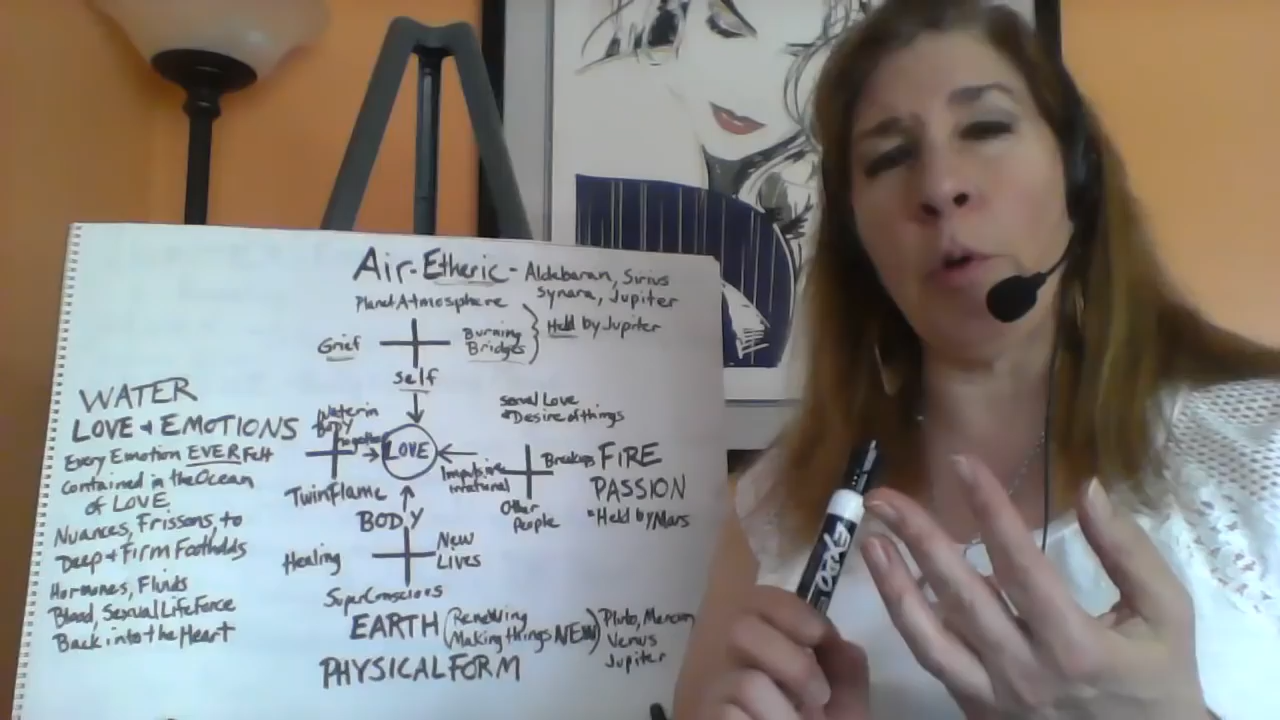 Air-Etheric - Aldebaran, Sirius
Synara, Jupiter
Planet Atmosphere
Grief
Burning
Bridges
Held by Jupiter
Self
WATER
LOVE + EMOTIONS
Every Emotion EVER Felt
contained in the Ocean
of LOVE
Nuances, Frissons, to
Deep + Firm Footholds
Hormones, Fluids
Blood, Sexual Life Force
Back into the Heart
Water in
Body
Together
TwinFlame
LOVE
Sexual Love
Desire of things
Impulsive
irrational
Breakups
Other
People
FIRE
PASSION
Held by Mars
BODY
Healing
New
Lives
SuperConscious
EARTH (Renewing
Making things NEW)
Pluto, Mercury
Venus
Jupiter
PHYSICAL FORM
EXPO